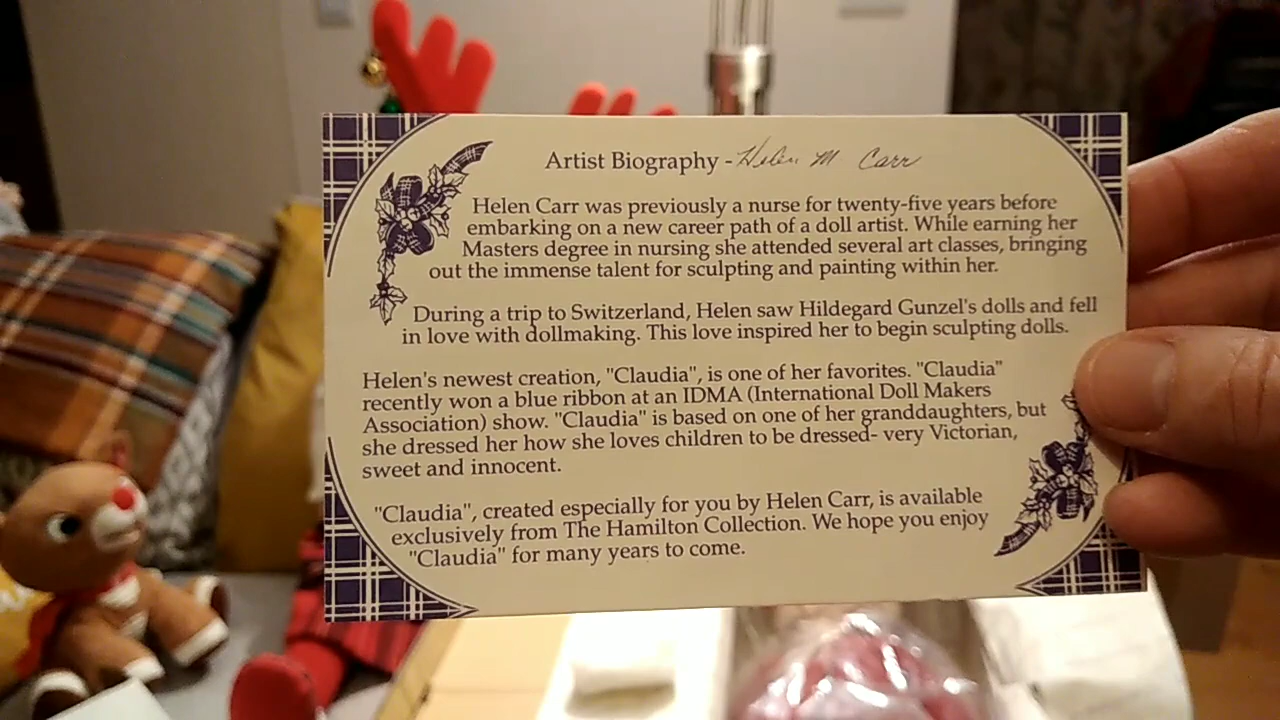 Artist Biography - Helen M Carr
Helen Carr was previously a nurse for twenty-five years before
embarking on a new career path of a doll artist. While earning her
Masters degree in nursing she attended several art classes, bringing
out the immense talent for sculpting and painting within her.
During a trip to Switzerland, Helen saw Hildegard Gunzel's dolls and fell
in love with dollmaking. This love inspired her to begin sculpting dolls.
Helen's newest creation, "Claudia", is one of her favorites. "Claudia"
recently won a blue ribbon at an IDMA (International Doll Makers
Association) show. "Claudia" is based on one of her granddaughters, but
she dressed her how she loves children to be dressed- very Victorian,
sweet and innocent.
"Claudia", created especially for you by Helen Carr, is available
exclusively from The Hamilton Collection. We hope you enjoy
"Claudia" for many years to come.